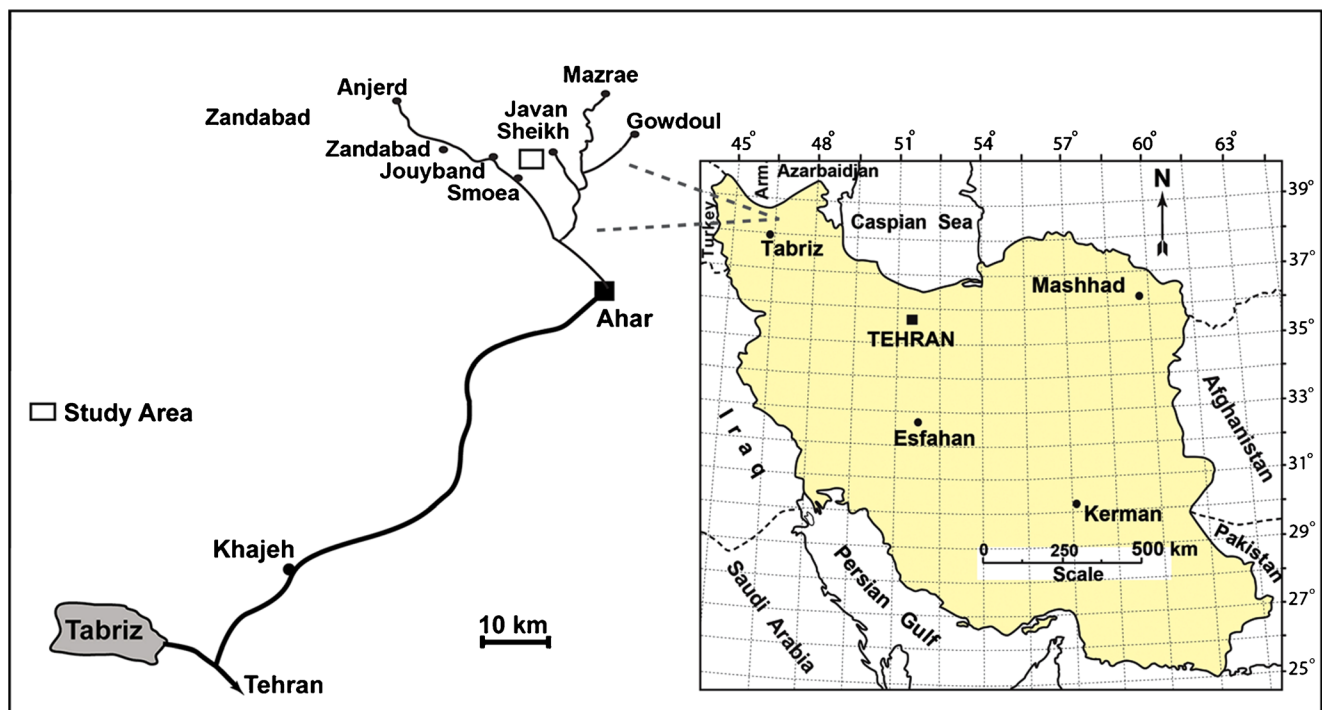 Mazrae
Anjerd
Javan
Sheikh
Zandabad
Gowdoul
Zandabad
Jouyband
Smoea
Ahar
Study Area
Khajeh
Tabriz
10 km
Tehran
45° 48° 51° 54° 57° 60° 63°
Arm
Azarbaidjan
Turkey
Caspian Sea
N
39°
Tabriz
37°
Mashhad
35°
TEHRAN
33°
Afghanistan
Iraq
Esfahan
31°
Kerman
29°
Pakistan
0 250 500 km
Scale
Persian Gulf
Saudi Arabia
27°
25°